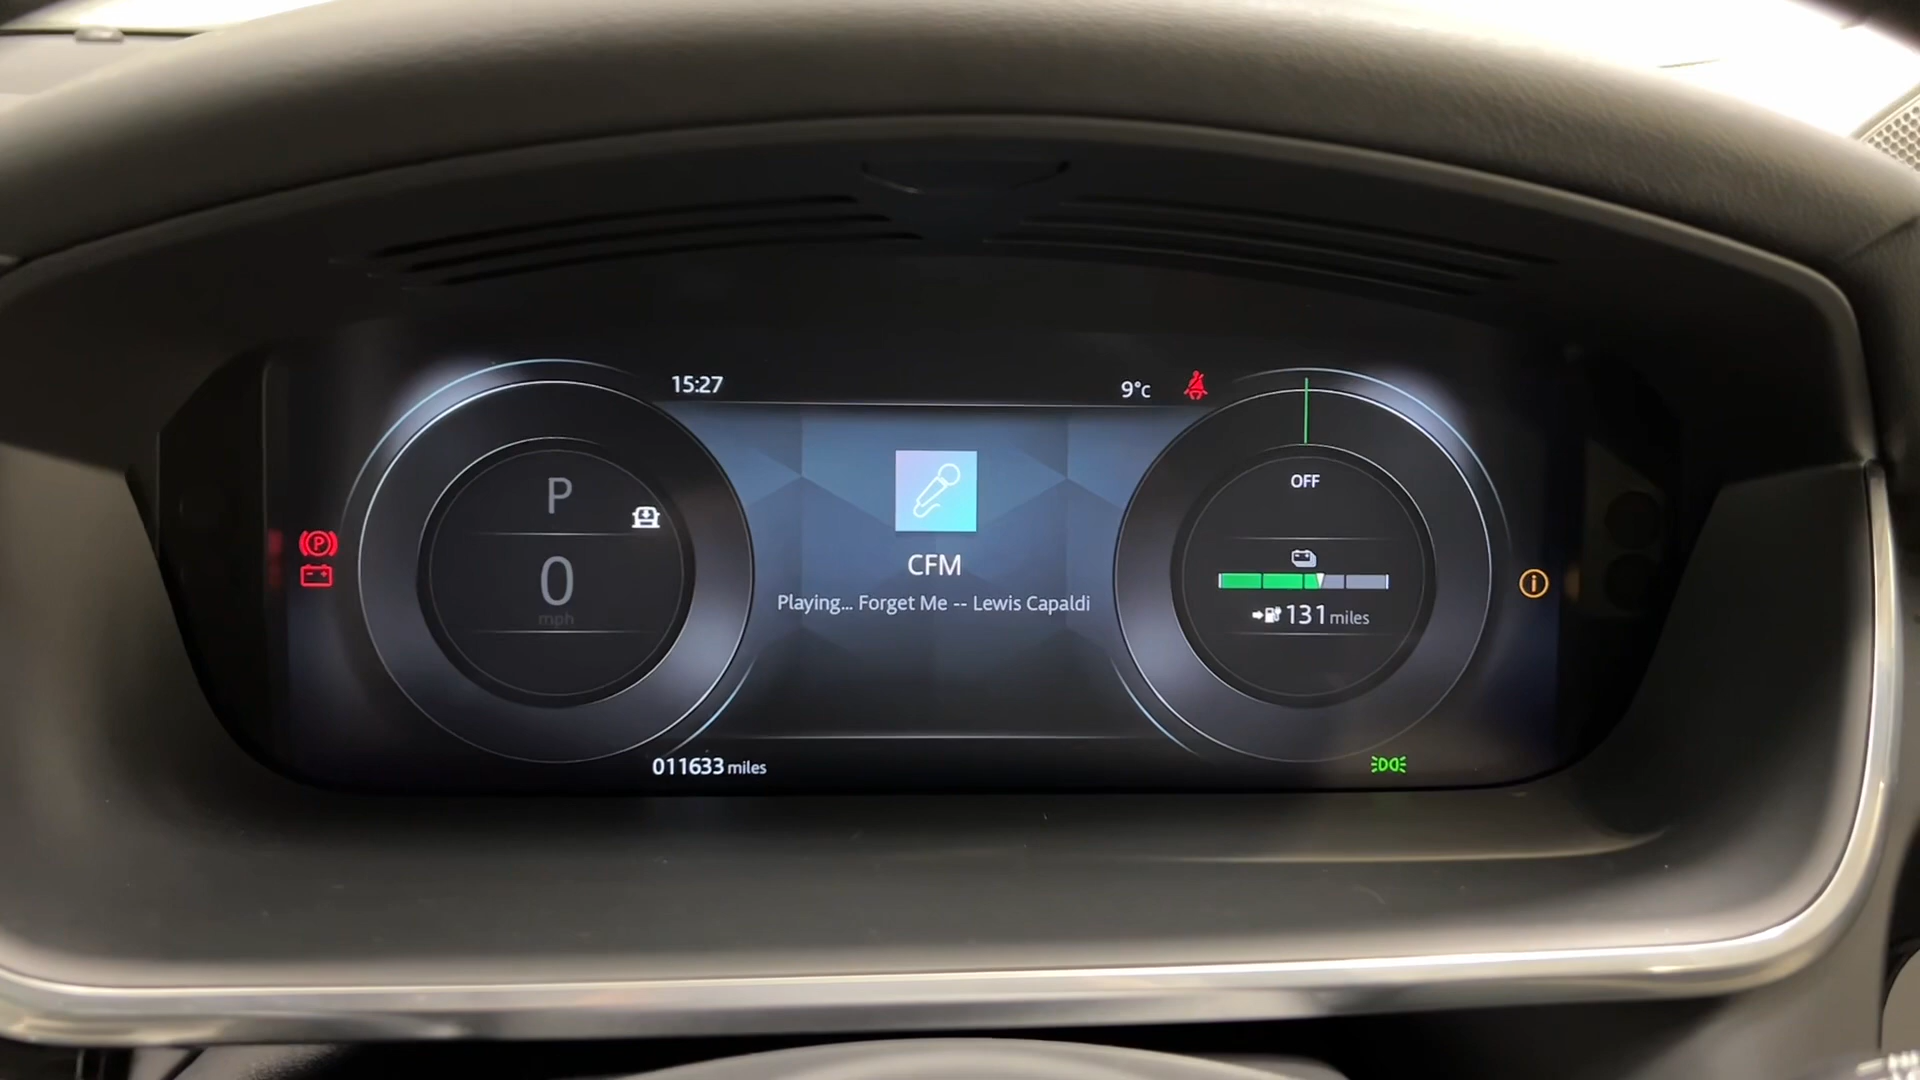 15:27
9°C
P
0
mph
OFF
CFM
Playing... Forget Me -- Lewis Capaldi
131 miles
011633 miles